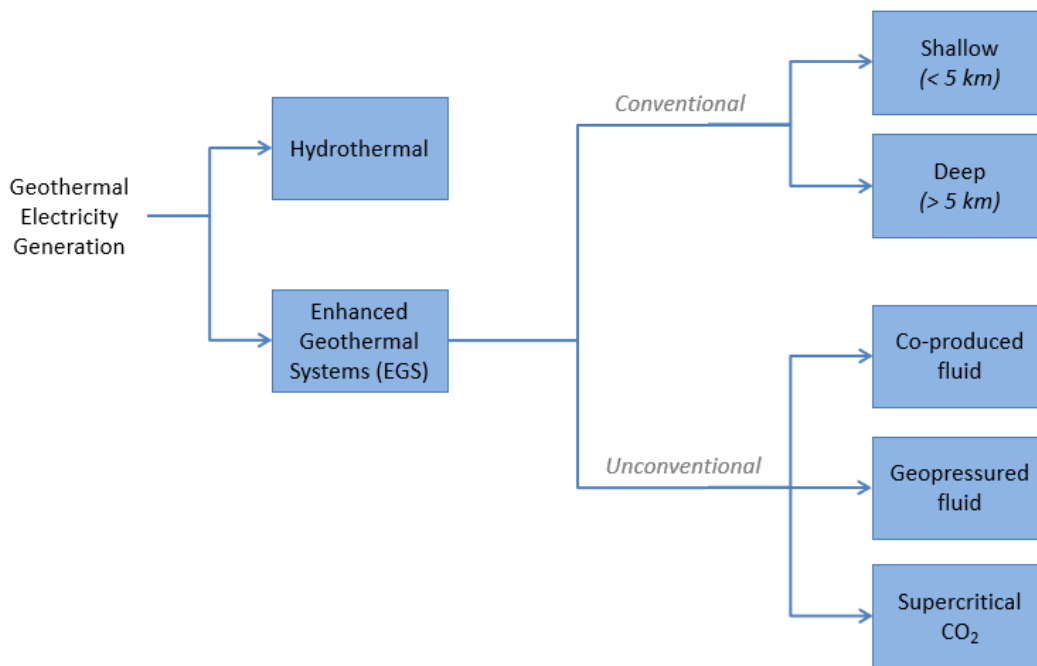 Geothermal
Electricity
Generation
Hydrothermal
Enhanced
Geothermal
Systems (EGS)
Conventional
Shallow
(< 5 km)
Deep
(> 5 km)
Unconventional
Co-produced
fluid
Geopressured
fluid
Supercritical
CO₂